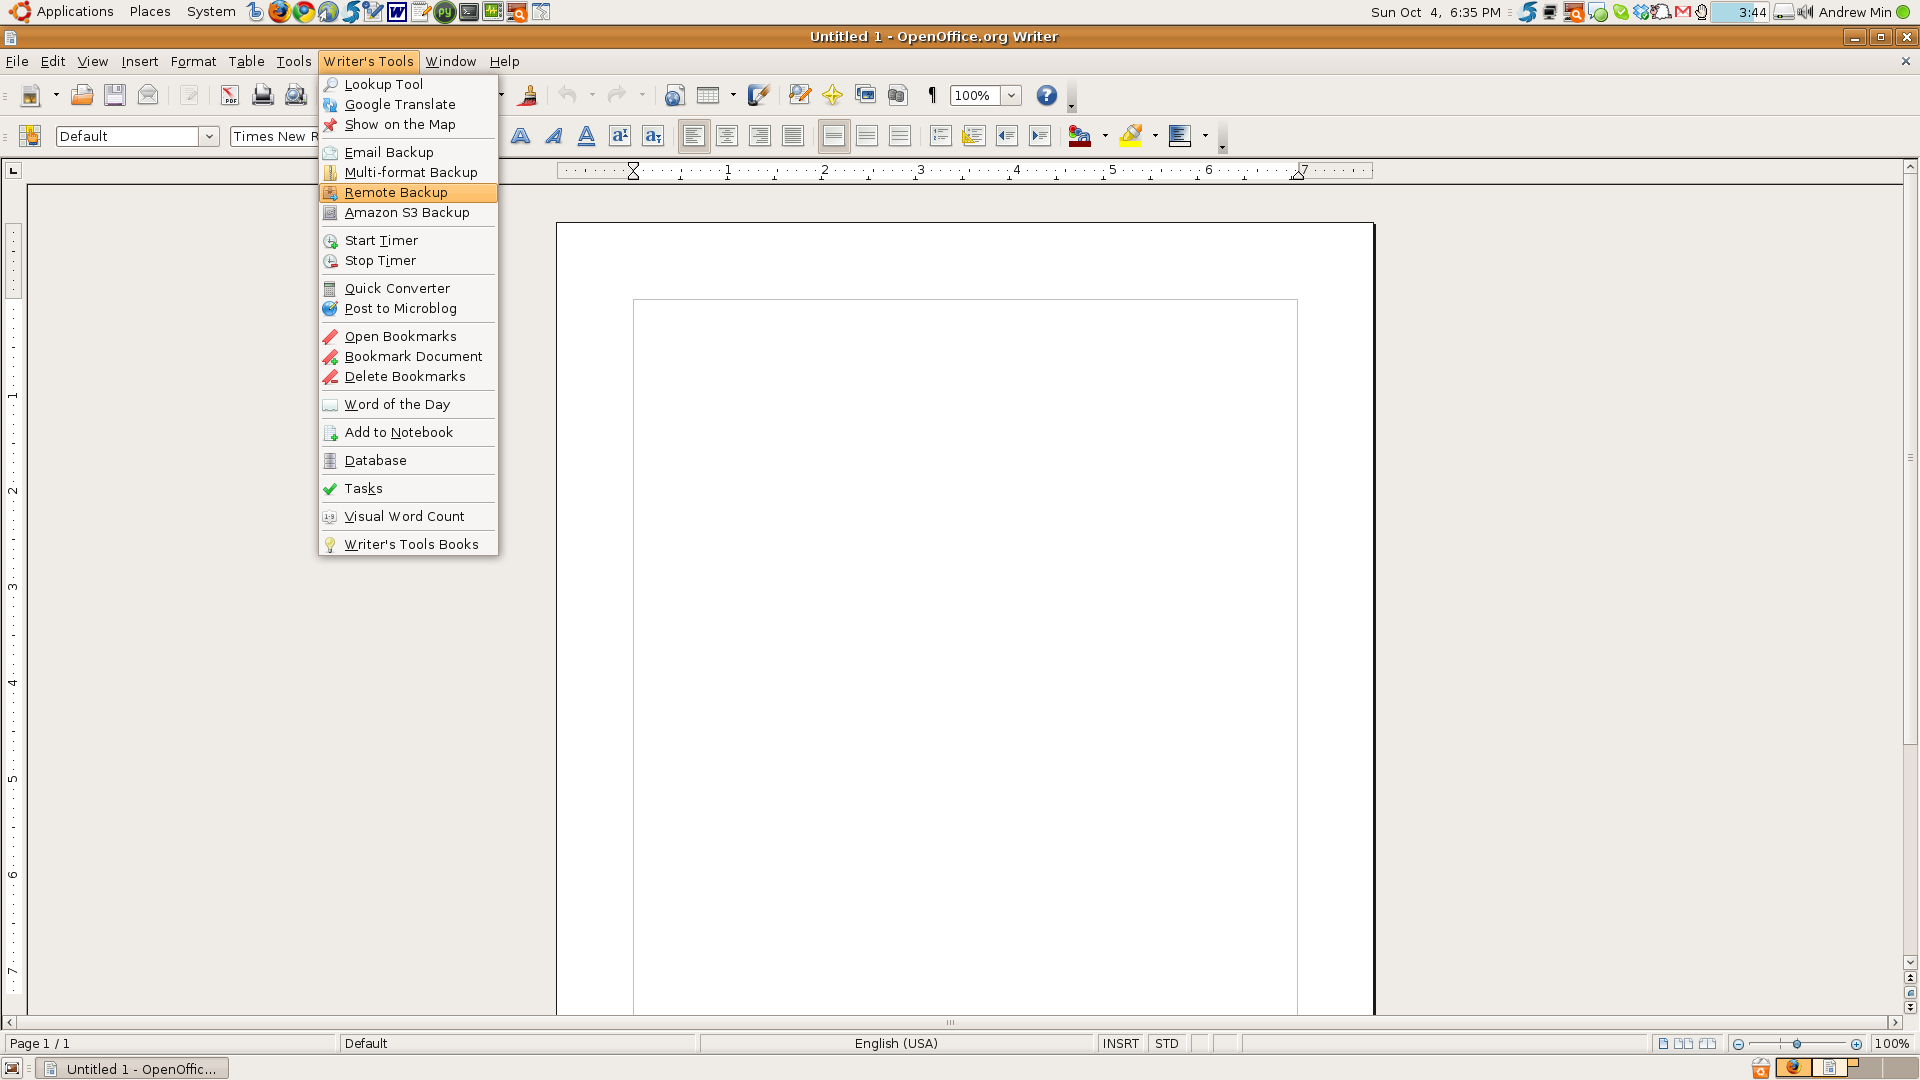 Applications Places System
Sun Oct 4, 6:35 PM
3:44
Andrew Min
Untitled 1 - OpenOffice.org Writer
File Edit View Insert Format Table Tools Writer's Tools Window Help
100%
Default
Times New R
Lookup Tool
Google Translate
Show on the Map
Email Backup
Multi-format Backup
Remote Backup
Amazon S3 Backup
Start Timer
Stop Timer
Quick Converter
Post to Microblog
Open Bookmarks
Bookmark Document
Delete Bookmarks
Word of the Day
Add to Notebook
Database
Tasks
Visual Word Count
Writer's Tools Books
1 2 3 4 5 6 7
1
2
3
4
5
6
7
Page 1 / 1
Default
English (USA)
INSRT
STD
100%
Untitled 1 - OpenOffic...